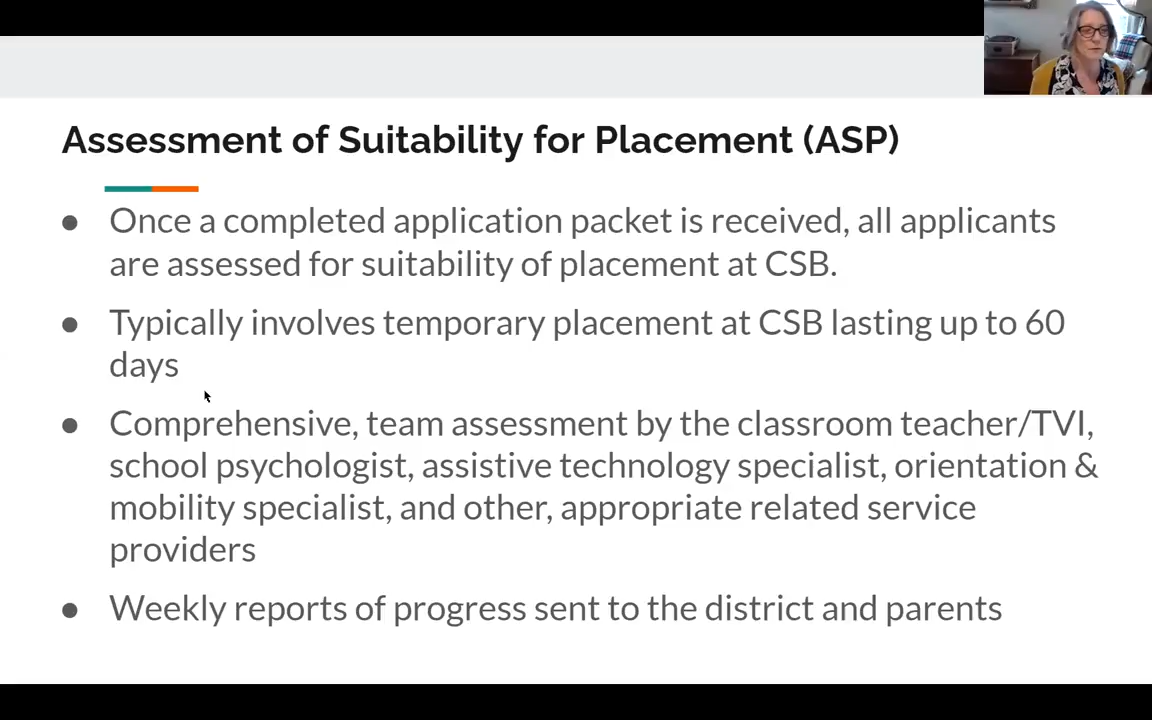 Assessment of Suitability for Placement (ASP)
● Once a completed application packet is received, all applicants
are assessed for suitability of placement at CSB.
● Typically involves temporary placement at CSB lasting up to 60
days
● Comprehensive, team assessment by the classroom teacher/TVI,
school psychologist, assistive technology specialist, orientation &
mobility specialist, and other, appropriate related service
providers
● Weekly reports of progress sent to the district and parents